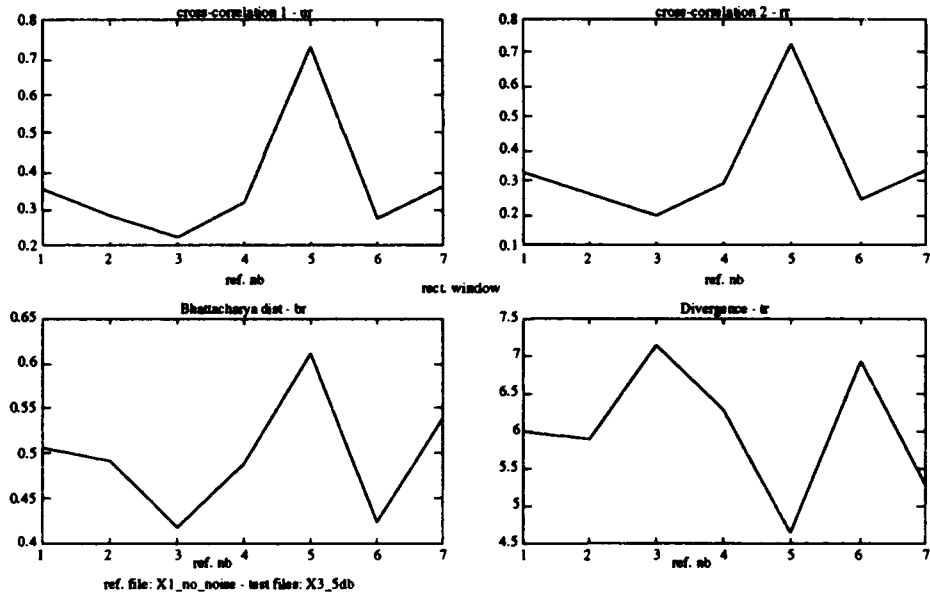 cross-correlation 1 - ur
0.8
0.7
0.6
0.5
0.4
0.3
0.2
1 2 3 4 5 6 7
ref. nb
cross-correlation 2 - rr
0.8
0.7
0.6
0.5
0.4
0.3
0.2
0.1
1 2 3 4 5 6 7
ref. nb
rect. window
Bhattacharya dist - br
0.65
0.6
0.55
0.5
0.45
0.4
1 2 3 4 5 6 7
ref. nb
Divergence - tr
7.5
7
6.5
6
5.5
5
4.5
1 2 3 4 5 6 7
ref. nb
ref. file: X1_no_noise - test files: X3_5db